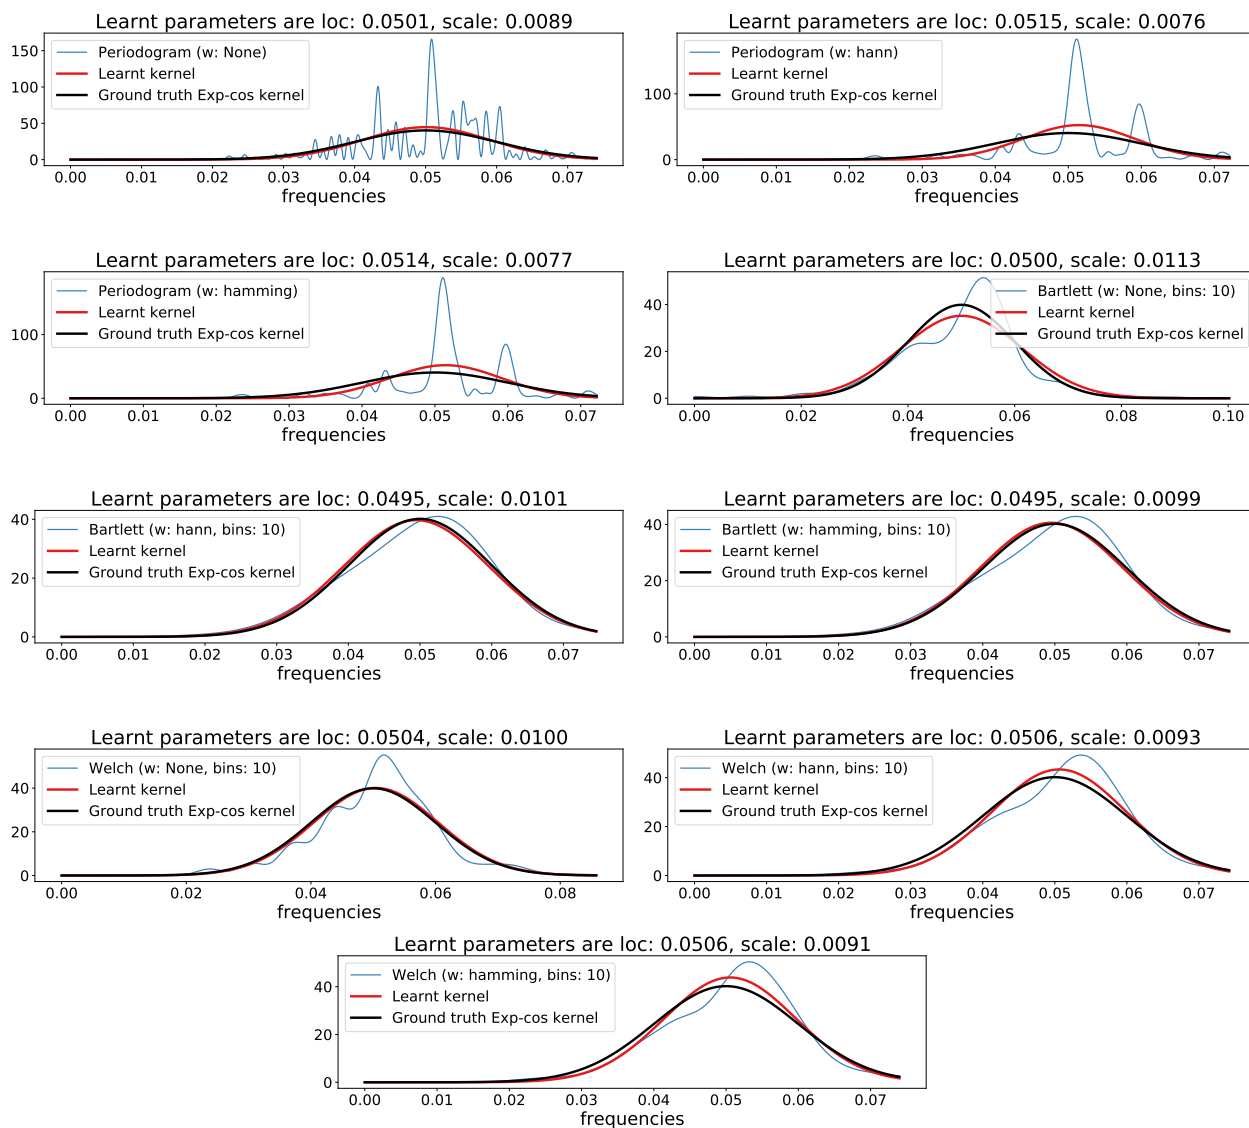 Learnt parameters are loc: 0.0501, scale: 0.0089
150
100
50
0
Periodogram (w: None)
Learnt kernel
Ground truth Exp-cos kernel
0.00 0.01 0.02 0.03 0.04 0.05 0.06 0.07
frequencies
Learnt parameters are loc: 0.0515, scale: 0.0076
100
0
Periodogram (w: hann)
Learnt kernel
Ground truth Exp-cos kernel
0.00 0.01 0.02 0.03 0.04 0.05 0.06 0.07
frequencies
Learnt parameters are loc: 0.0514, scale: 0.0077
100
0
Periodogram (w: hamming)
Learnt kernel
Ground truth Exp-cos kernel
0.00 0.01 0.02 0.03 0.04 0.05 0.06 0.07
frequencies
Learnt parameters are loc: 0.0500, scale: 0.0113
40
20
0
Bartlett (w: None, bins: 10)
Learnt kernel
Ground truth Exp-cos kernel
0.00 0.02 0.04 0.06 0.08 0.10
frequencies
Learnt parameters are loc: 0.0495, scale: 0.0101
40
20
0
Bartlett (w: hann, bins: 10)
Learnt kernel
Ground truth Exp-cos kernel
0.00 0.01 0.02 0.03 0.04 0.05 0.06 0.07
frequencies
Learnt parameters are loc: 0.0495, scale: 0.0099
40
20
0
Bartlett (w: hamming, bins: 10)
Learnt kernel
Ground truth Exp-cos kernel
0.00 0.01 0.02 0.03 0.04 0.05 0.06 0.07
frequencies
Learnt parameters are loc: 0.0504, scale: 0.0100
40
20
0
Welch (w: None, bins: 10)
Learnt kernel
Ground truth Exp-cos kernel
0.00 0.02 0.04 0.06 0.08
frequencies
Learnt parameters are loc: 0.0506, scale: 0.0093
40
20
0
Welch (w: hann, bins: 10)
Learnt kernel
Ground truth Exp-cos kernel
0.00 0.01 0.02 0.03 0.04 0.05 0.06 0.07
frequencies
Learnt parameters are loc: 0.0506, scale: 0.0091
40
20
0
Welch (w: hamming, bins: 10)
Learnt kernel
Ground truth Exp-cos kernel
0.00 0.01 0.02 0.03 0.04 0.05 0.06 0.07
frequencies